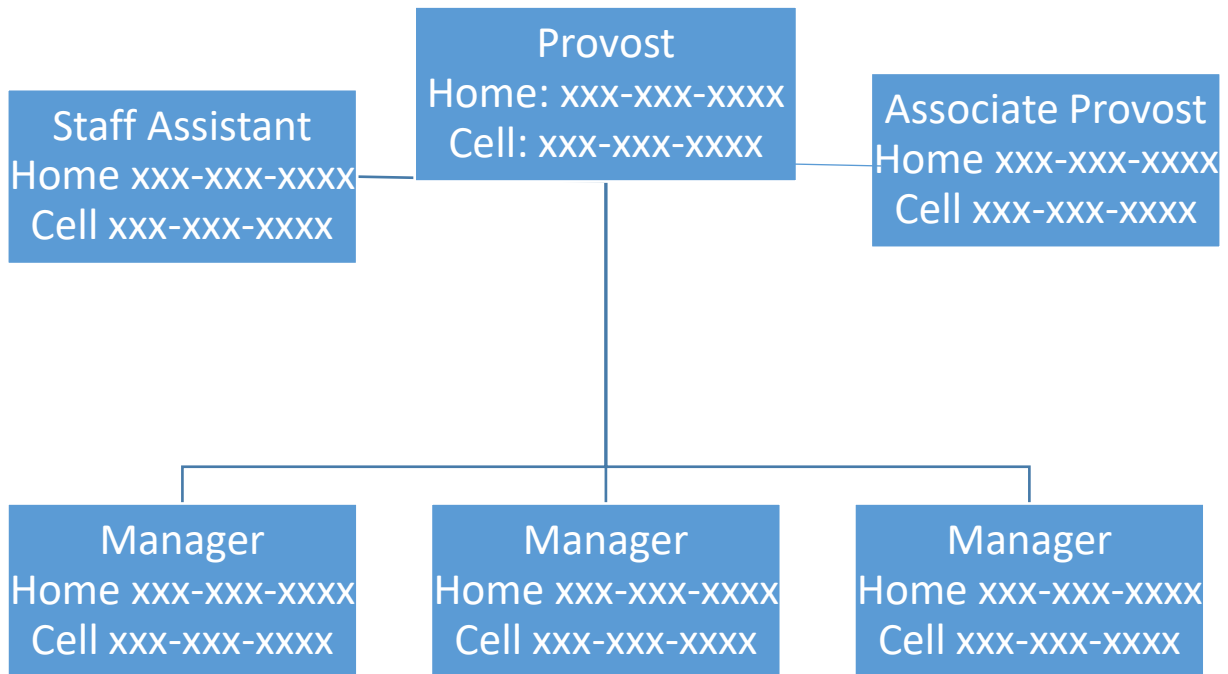 Provost
Home: xxx-xxx-xxxx
Cell: xxx-xxx-xxxx
Staff Assistant
Home xxx-xxx-xxxx
Cell xxx-xxx-xxxx
Associate Provost
Home xxx-xxx-xxxx
Cell xxx-xxx-xxxx
Manager
Home xxx-xxx-xxxx
Cell xxx-xxx-xxxx
Manager
Home xxx-xxx-xxxx
Cell xxx-xxx-xxxx
Manager
Home xxx-xxx-xxxx
Cell xxx-xxx-xxxx